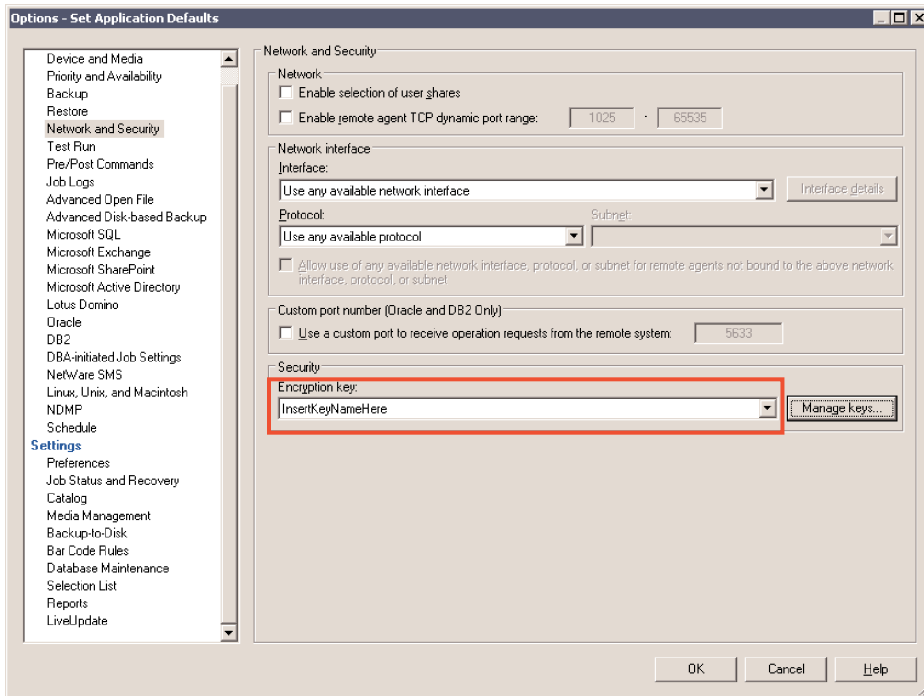 Options - Set Application Defaults
Device and Media
Priority and Availability
Backup
Restore
Network and Security
Test Run
Pre/Post Commands
Job Logs
Advanced Open File
Advanced Disk-based Backup
Microsoft SQL
Microsoft Exchange
Microsoft SharePoint
Microsoft Active Directory
Lotus Domino
Oracle
DB2
DBA-initiated Job Settings
NetWare SMS
Linux, Unix, and Macintosh
NDMP
Schedule
Settings
Preferences
Job Status and Recovery
Catalog
Media Management
Backup-to-Disk
Bar Code Rules
Database Maintenance
Selection List
Reports
LiveUpdate
Network and Security
Network
Enable selection of user shares
Enable remote agent TCP dynamic port range: 1025 - 65535
Network interface
Interface:
Use any available network interface
Interface details
Protocol: Subnet:
Use any available protocol
Allow use of any available network interface, protocol, or subnet for remote agents not bound to the above network
interface, protocol, or subnet
Custom port number (Oracle and DB2 Only)
Use a custom port to receive operation requests from the remote system: 5633
Security
Encryption key:
InsertKeyNameHere
Manage keys...
OK Cancel Help